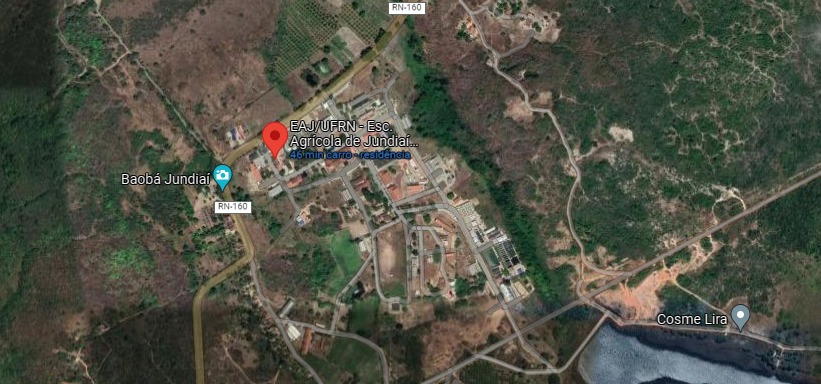 RN-160
EAJ/UFRN - Esc.
Agrícola de Jundiaí...
46 min carro - residência
Baobá Jundiaí
RN-160
Cosme Lira